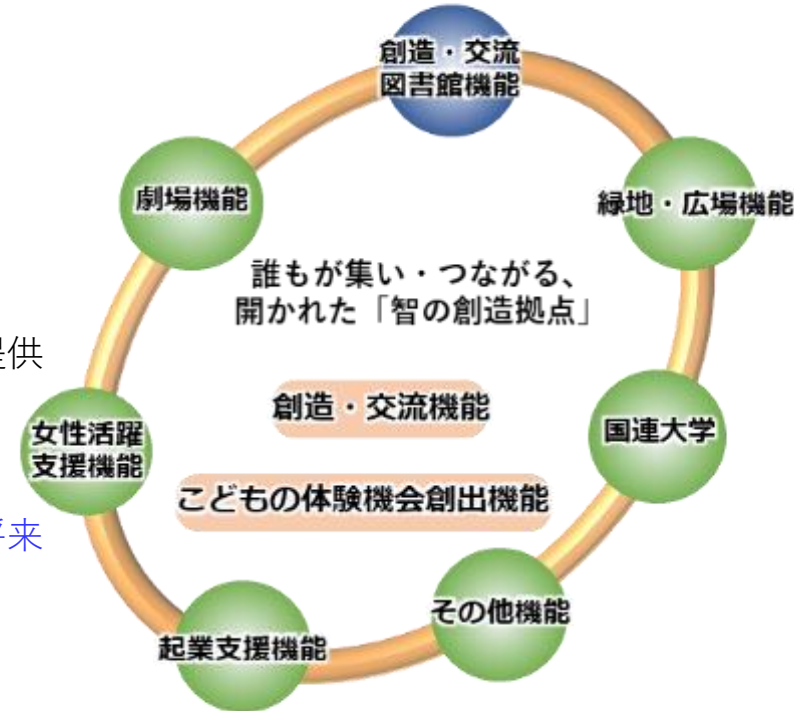 創造・交流
図書館機能
劇場機能
緑地・広場機能
誰もが集い・つながる、
開かれた「智の創造拠点」
提供
創造・交流機能
女性活躍
支援機能
国連大学
こどもの体験機会創出機能
来
その他機能
起業支援機能